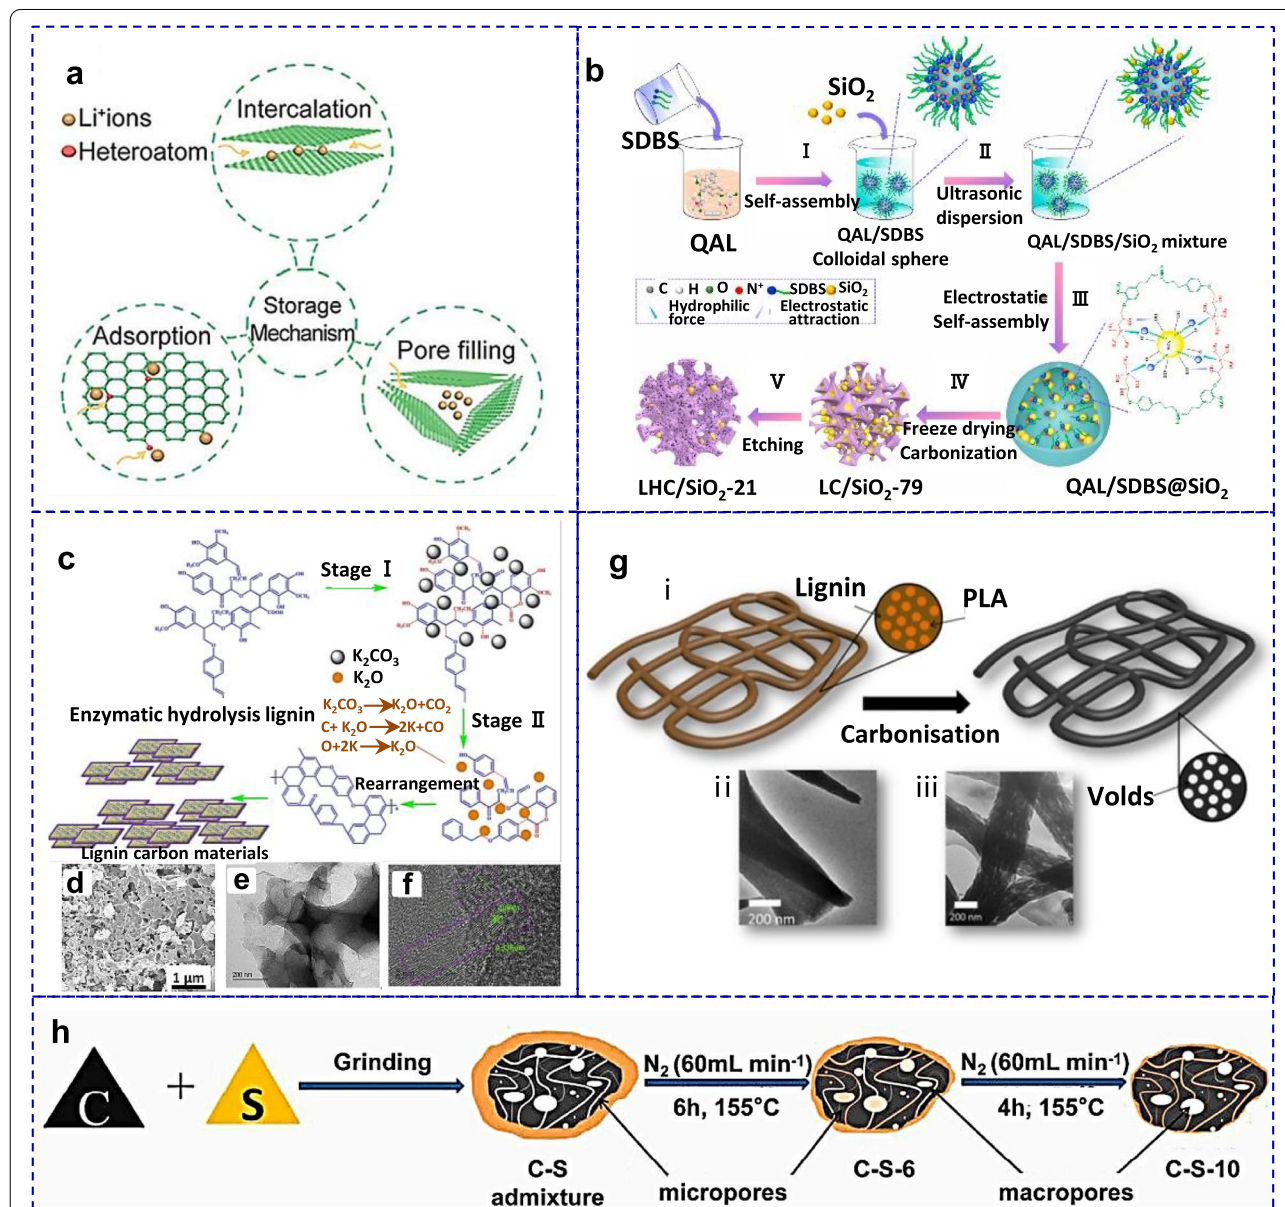 a
Intercalation
Li⁺ions
Heteroatom
Storage
Mechanism
Adsorption
Pore filling
b
SDBS
SiO₂
QAL
Ⅰ
Self-assembly
QAL/SDBS
Colloidal sphere
Ⅱ
Ultrasonic
dispersion
QAL/SDBS/SiO₂ mixture
C H O N⁺ SDBS SiO₂
Hydrophilic
force
Electrostatic
attraction
Electrostatic
Self-assembly
Ⅲ
QAL/SDBS@SiO₂
Ⅳ
Freeze drying
Carbonization
LC/SiO₂-79
Ⅴ
Etching
LHC/SiO₂-21
c
Stage Ⅰ
K₂CO₃
K₂O
Enzymatic hydrolysis lignin
K₂CO₃→K₂O+CO₂
C+ K₂O→2K+CO
O+2K→K₂O
Stage Ⅱ
Rearrangement
Lignin carbon materials
d
1 μm
e
200 nm
f
g
i
Lignin
PLA
Carbonisation
Volds
ii
200 nm
iii
200 nm
h
C + S
Grinding
C-S
admixture
N₂ (60mL min⁻¹)
6h, 155°C
C-S-6
N₂ (60mL min⁻¹)
4h; 155°C
C-S-10
micropores
macropores